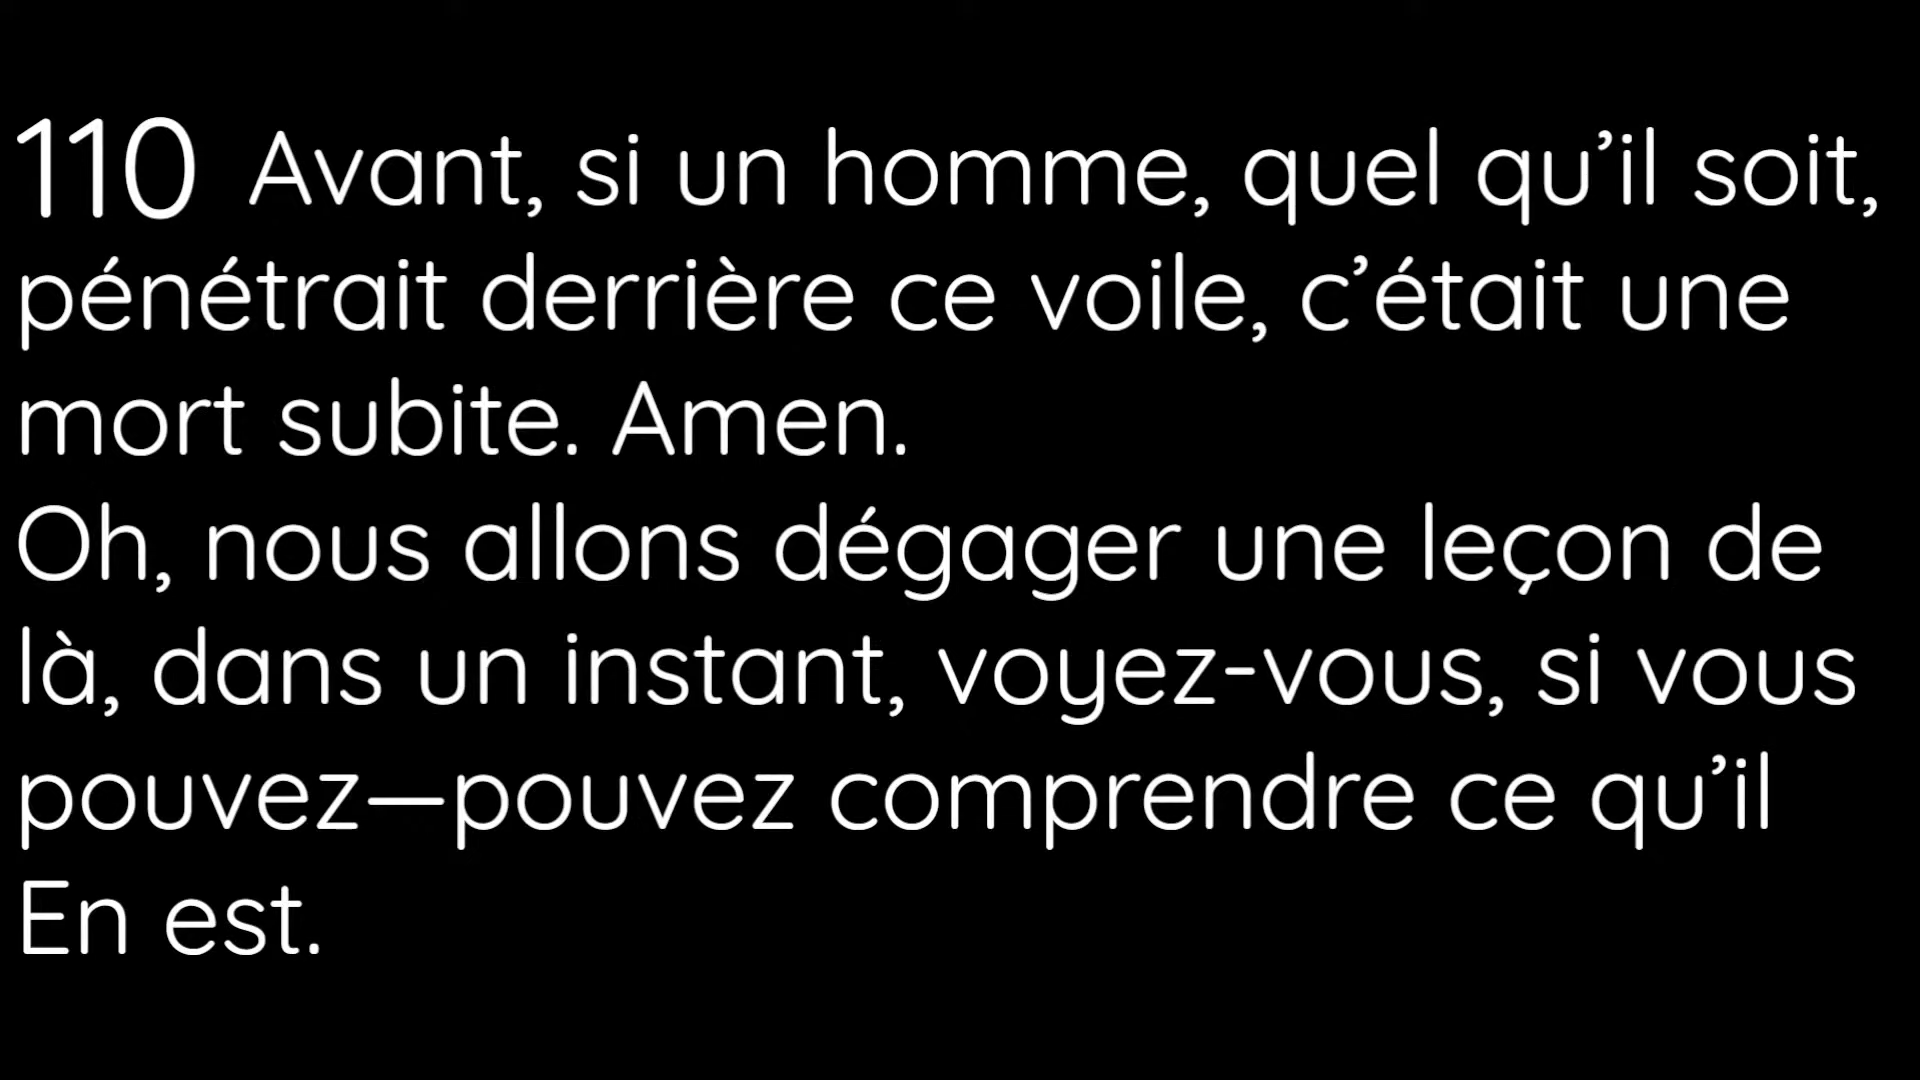 110 Avant, si un homme, quel qu’il soit,
pénétrait derrière ce voile, c’était une
mort subite. Amen.
Oh, nous allons dégager une leçon de
là, dans un instant, voyez-vous, si vous
pouvez—pouvez comprendre ce qu’il
En est.